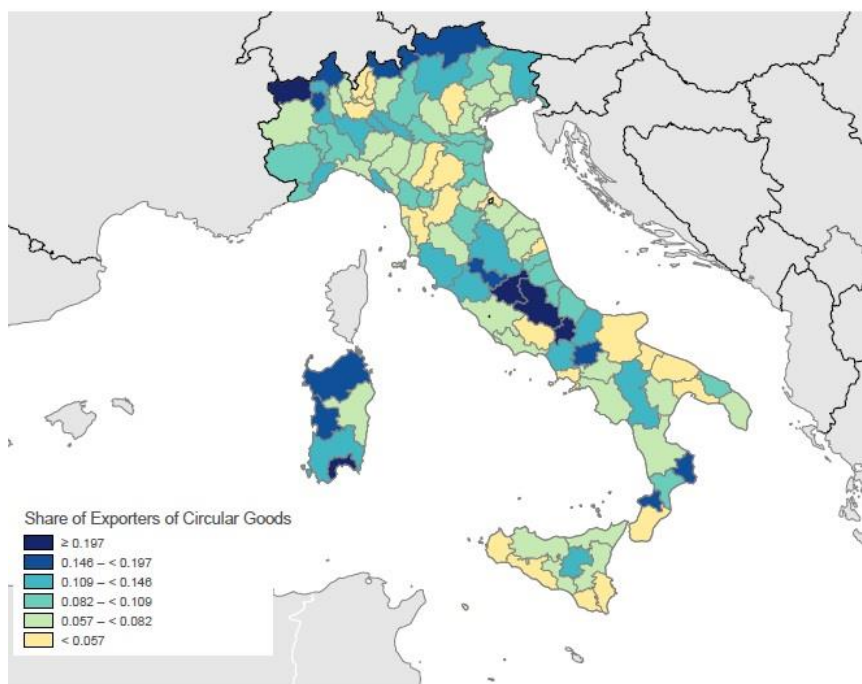 Share of Exporters of Circular Goods
≥ 0.197
0.146 – < 0.197
0.109 – < 0.146
0.082 – < 0.109
0.057 – < 0.082
< 0.057